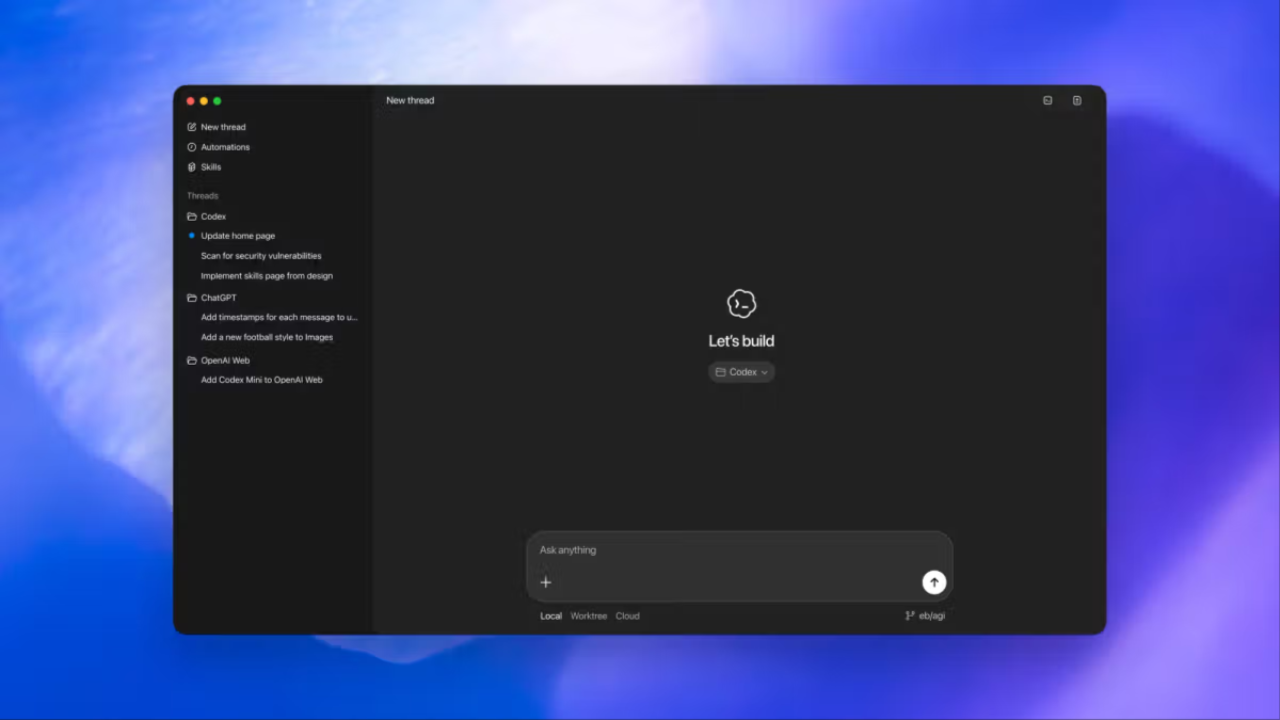 New thread
Automations
Skills
Threads
Codex
Update home page
Scan for security vulnerabilities
Implement skills page from design
ChatGPT
Add timestamps for each message to u...
Add a new football style to Images
OpenAI Web
Add Codex Mini to OpenAI Web
New thread
Let's build
Codex
Ask anything
Local Worktree Cloud
eb/agi